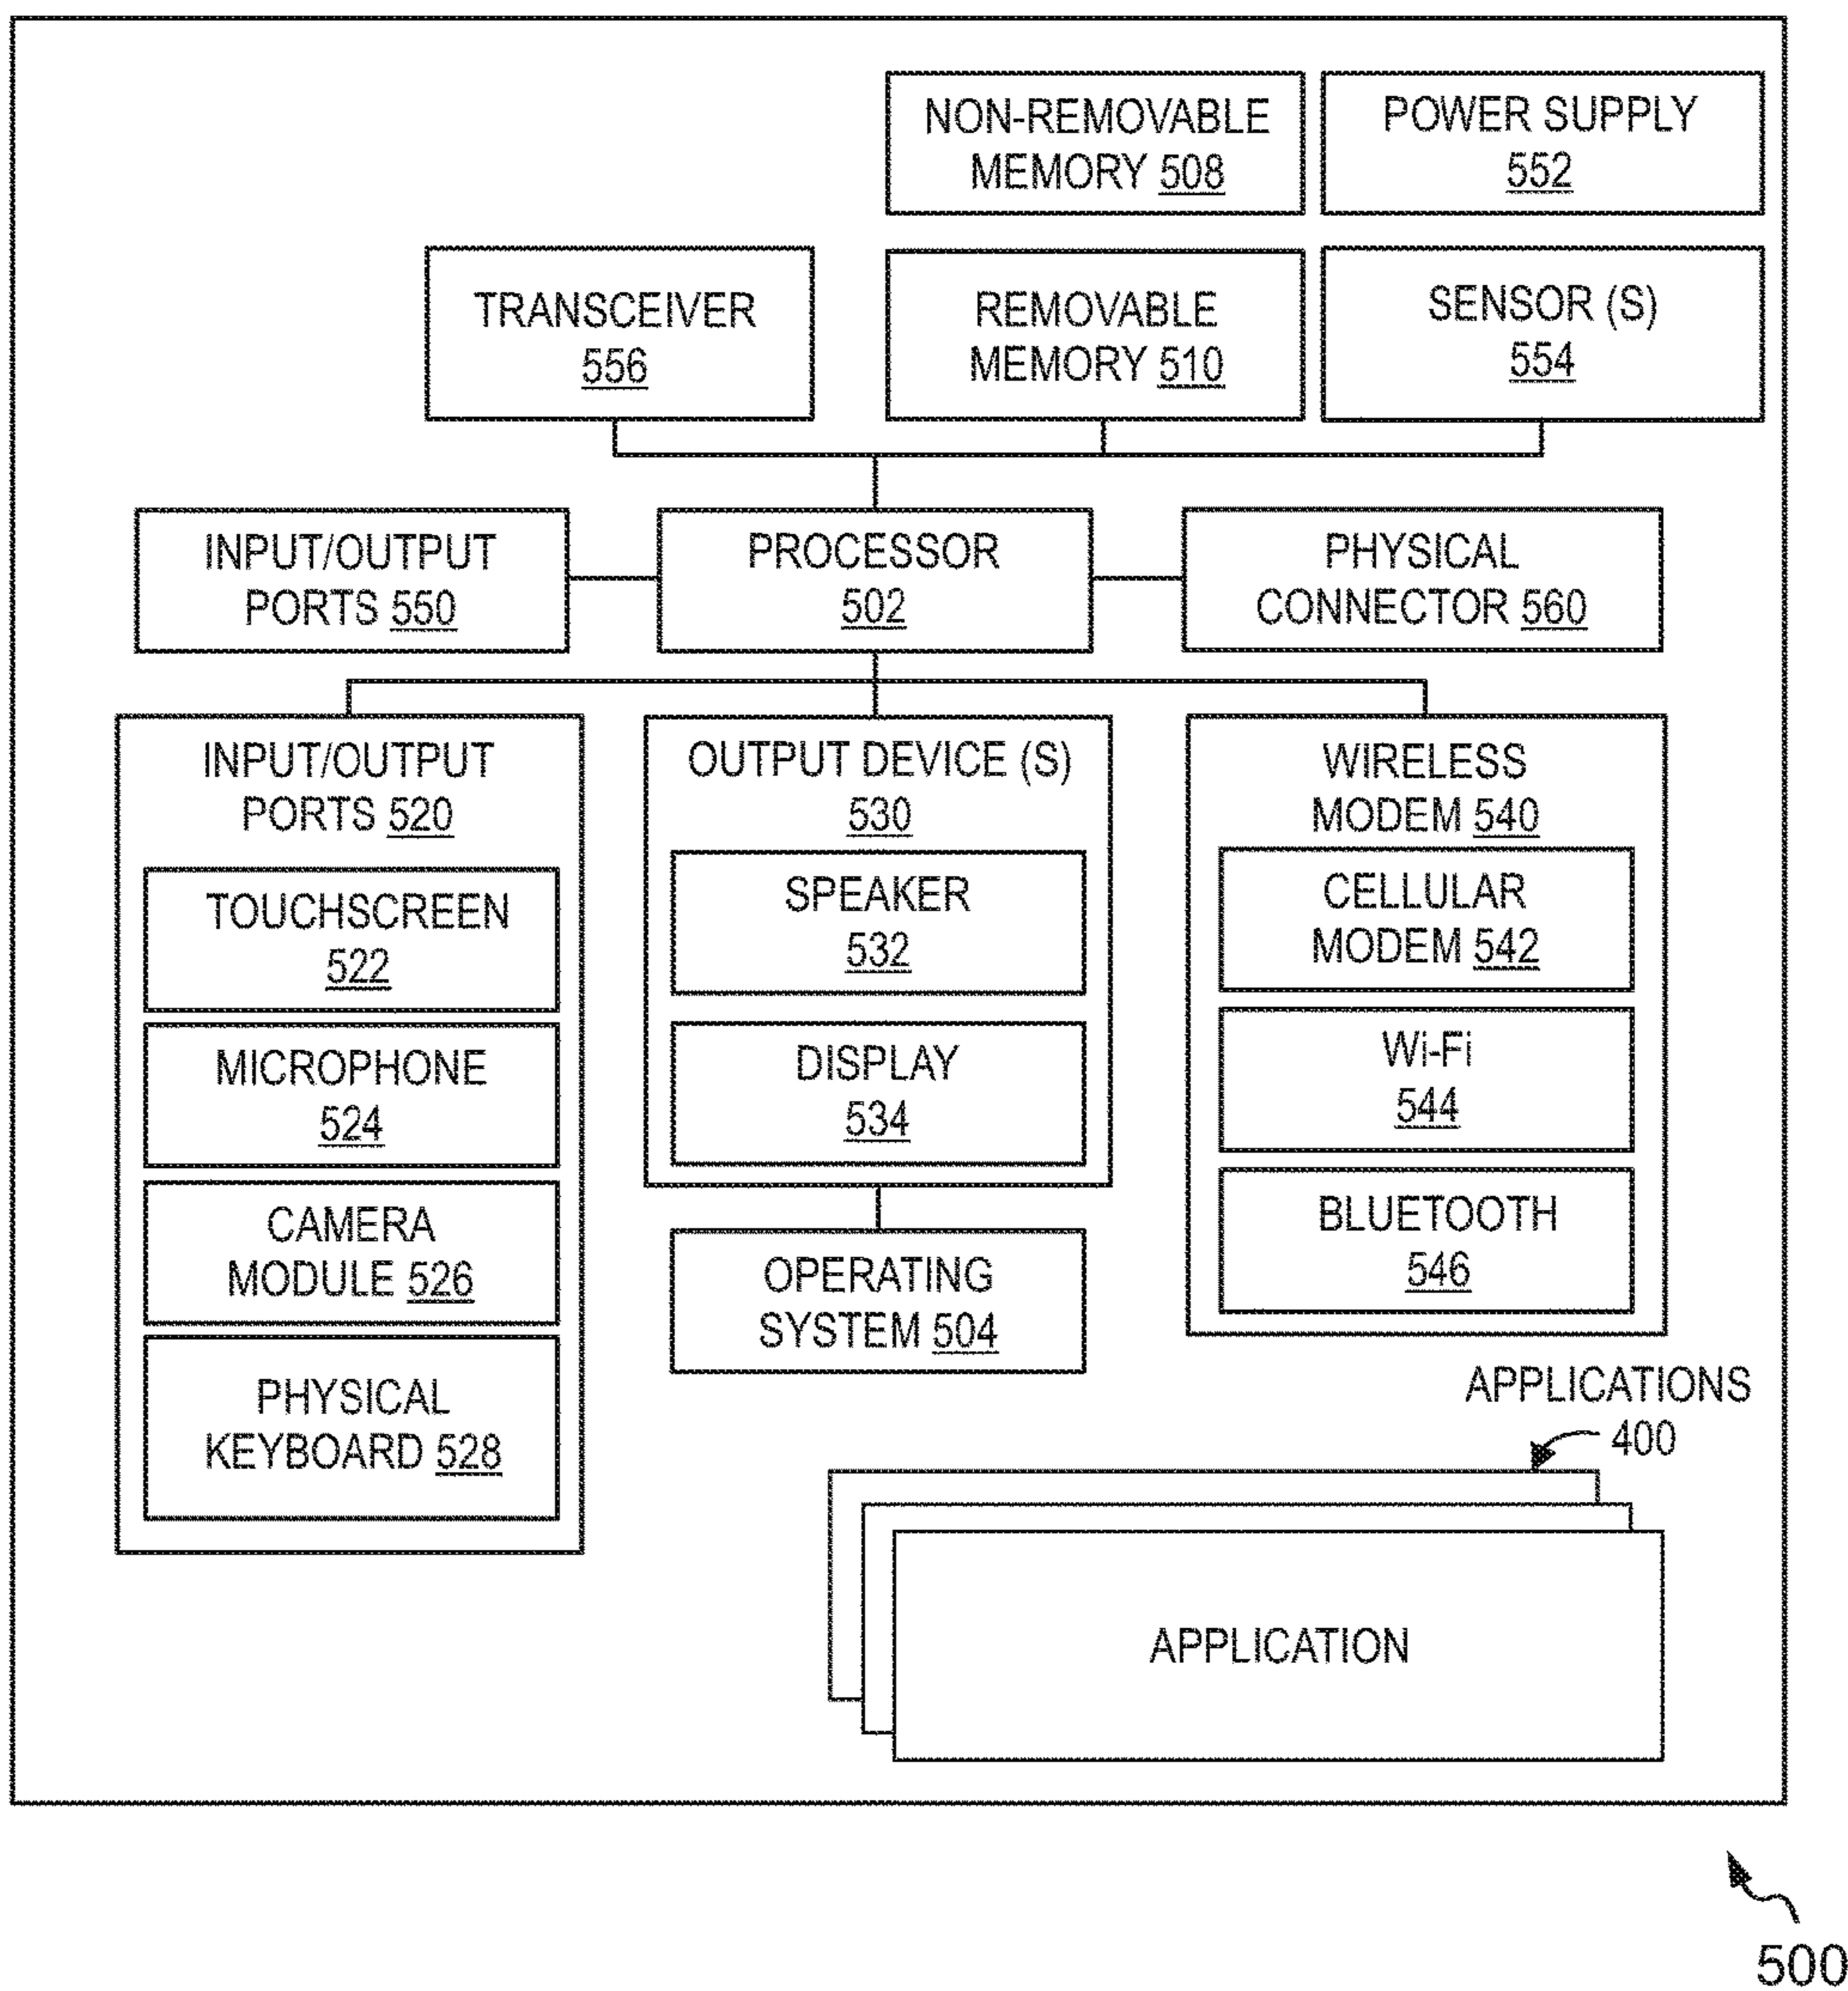 NON-REMOVABLE
MEMORY 508
POWER SUPPLY
552
TRANSCEIVER
556
REMOVABLE
MEMORY 510
SENSOR (S)
554
INPUT/OUTPUT
PORTS 550
PROCESSOR
502
PHYSICAL
CONNECTOR 560
INPUT/OUTPUT
PORTS 520
TOUCHSCREEN
522
MICROPHONE
524
CAMERA
MODULE 526
PHYSICAL
KEYBOARD 528
OUTPUT DEVICE (S)
530
SPEAKER
532
DISPLAY
534
OPERATING
SYSTEM 504
WIRELESS
MODEM 540
CELLULAR
MODEM 542
Wi-Fi
544
BLUETOOTH
546
APPLICATIONS
400
APPLICATION
500